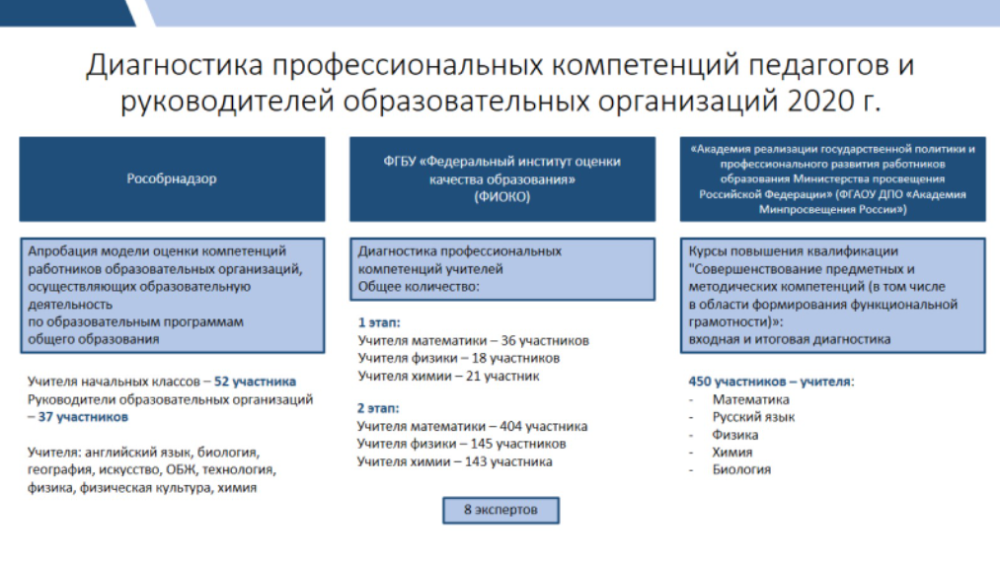 Диагностика профессиональных компетенций педагогов и
руководителей образовательных организаций 2020 г.
Рособрнадзор
Апробация модели оценки компетенций
работников образовательных организаций,
осуществляющих образовательную
деятельность
по образовательным программам
общего образования
Учителя начальных классов – 52 участника
Руководители образовательных организаций
– 37 участников
Учителя: английский язык, биология,
география, искусство, ОБЖ, технология,
физика, физическая культура, химия
ФГБУ «Федеральный институт оценки
качества образования»
(ФИОКО)
Диагностика профессиональных
компетенций учителей
Общее количество:
1 этап:
Учителя математики – 36 участников
Учителя физики – 18 участников
Учителя химии – 21 участник
2 этап:
Учителя математики – 404 участника
Учителя физики – 145 участников
Учителя химии – 143 участника
8 экспертов
«Академия реализации государственной политики и
профессионального развития работников
образования Министерства просвещения
Российской Федерации» (ФГАОУ ДПО «Академия
Минпросвещения России»)
Курсы повышения квалификации
"Совершенствование предметных и
методических компетенций (в том числе
в области формирования функциональной
грамотности)»:
входная и итоговая диагностика
450 участников – учителя:
- Математика
- Русский язык
- Физика
- Химия
- Биология